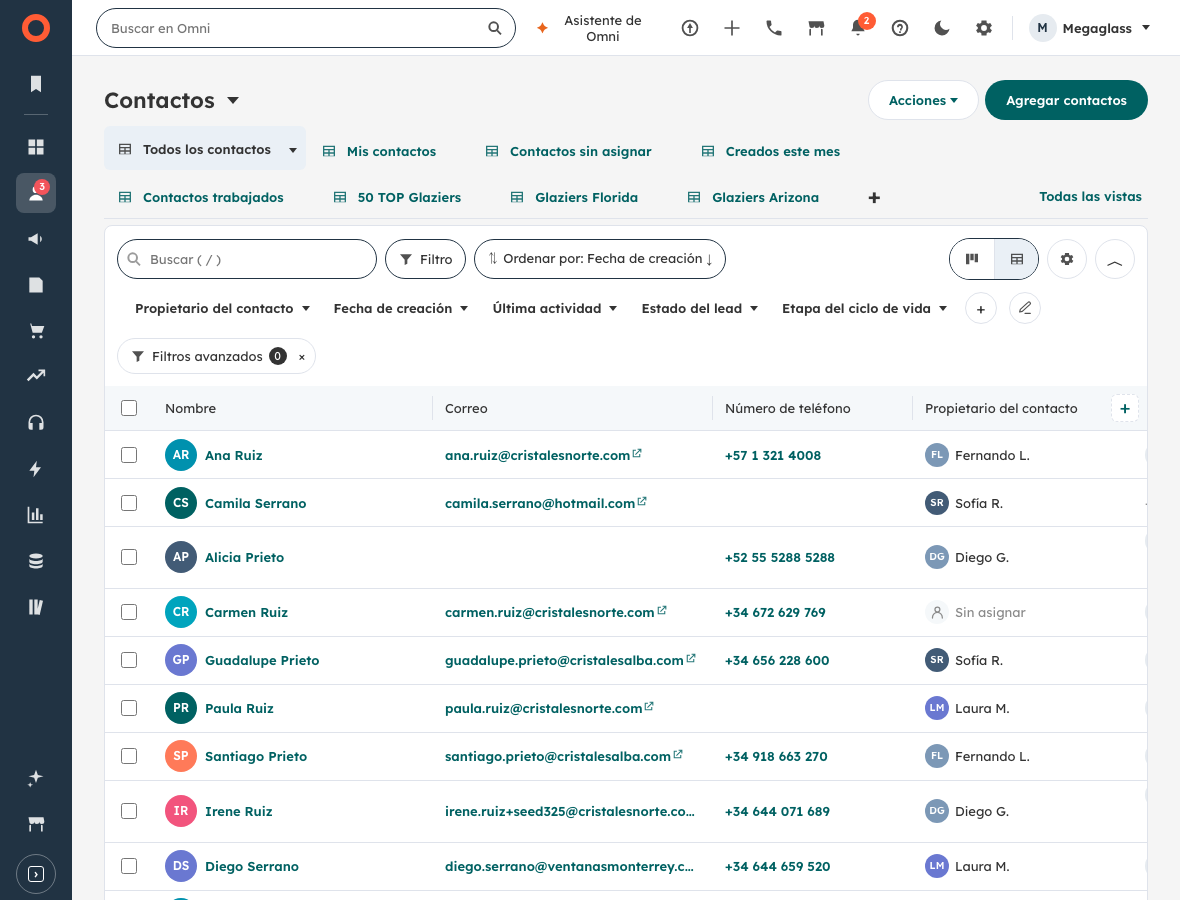 Buscar en Omni
Asistente de
Omni
2
M
Megaglass
3
Contactos
Acciones
Agregar contactos
Todos los contactos
Mis contactos
Contactos sin asignar
Creados este mes
Contactos trabajados
50 TOP Glaziers
Glaziers Florida
Glaziers Arizona
+
Todas las vistas
Buscar ( / )
Filtro
Ordenar por: Fecha de creación ↓
Propietario del contacto
Fecha de creación
Última actividad
Estado del lead
Etapa del ciclo de vida
+
Filtros avanzados 0 ×
Nombre Correo Número de teléfono Propietario del contacto +
AR Ana Ruiz ana.ruiz@cristalesnorte.com +57 1 321 4008 FL Fernando L.
CS Camila Serrano camila.serrano@hotmail.com SR Sofía R.
AP Alicia Prieto +52 55 5288 5288 DG Diego G.
CR Carmen Ruiz carmen.ruiz@cristalesnorte.com +34 672 629 769 Sin asignar
GP Guadalupe Prieto guadalupe.prieto@cristalesalba.com +34 656 228 600 SR Sofía R.
PR Paula Ruiz paula.ruiz@cristalesnorte.com LM Laura M.
SP Santiago Prieto santiago.prieto@cristalesalba.com +34 918 663 270 FL Fernando L.
IR Irene Ruiz irene.ruiz+seed325@cristalesnorte.co... +34 644 071 689 DG Diego G.
DS Diego Serrano diego.serrano@ventanasmonterrey.c... +34 644 659 520 LM Laura M.